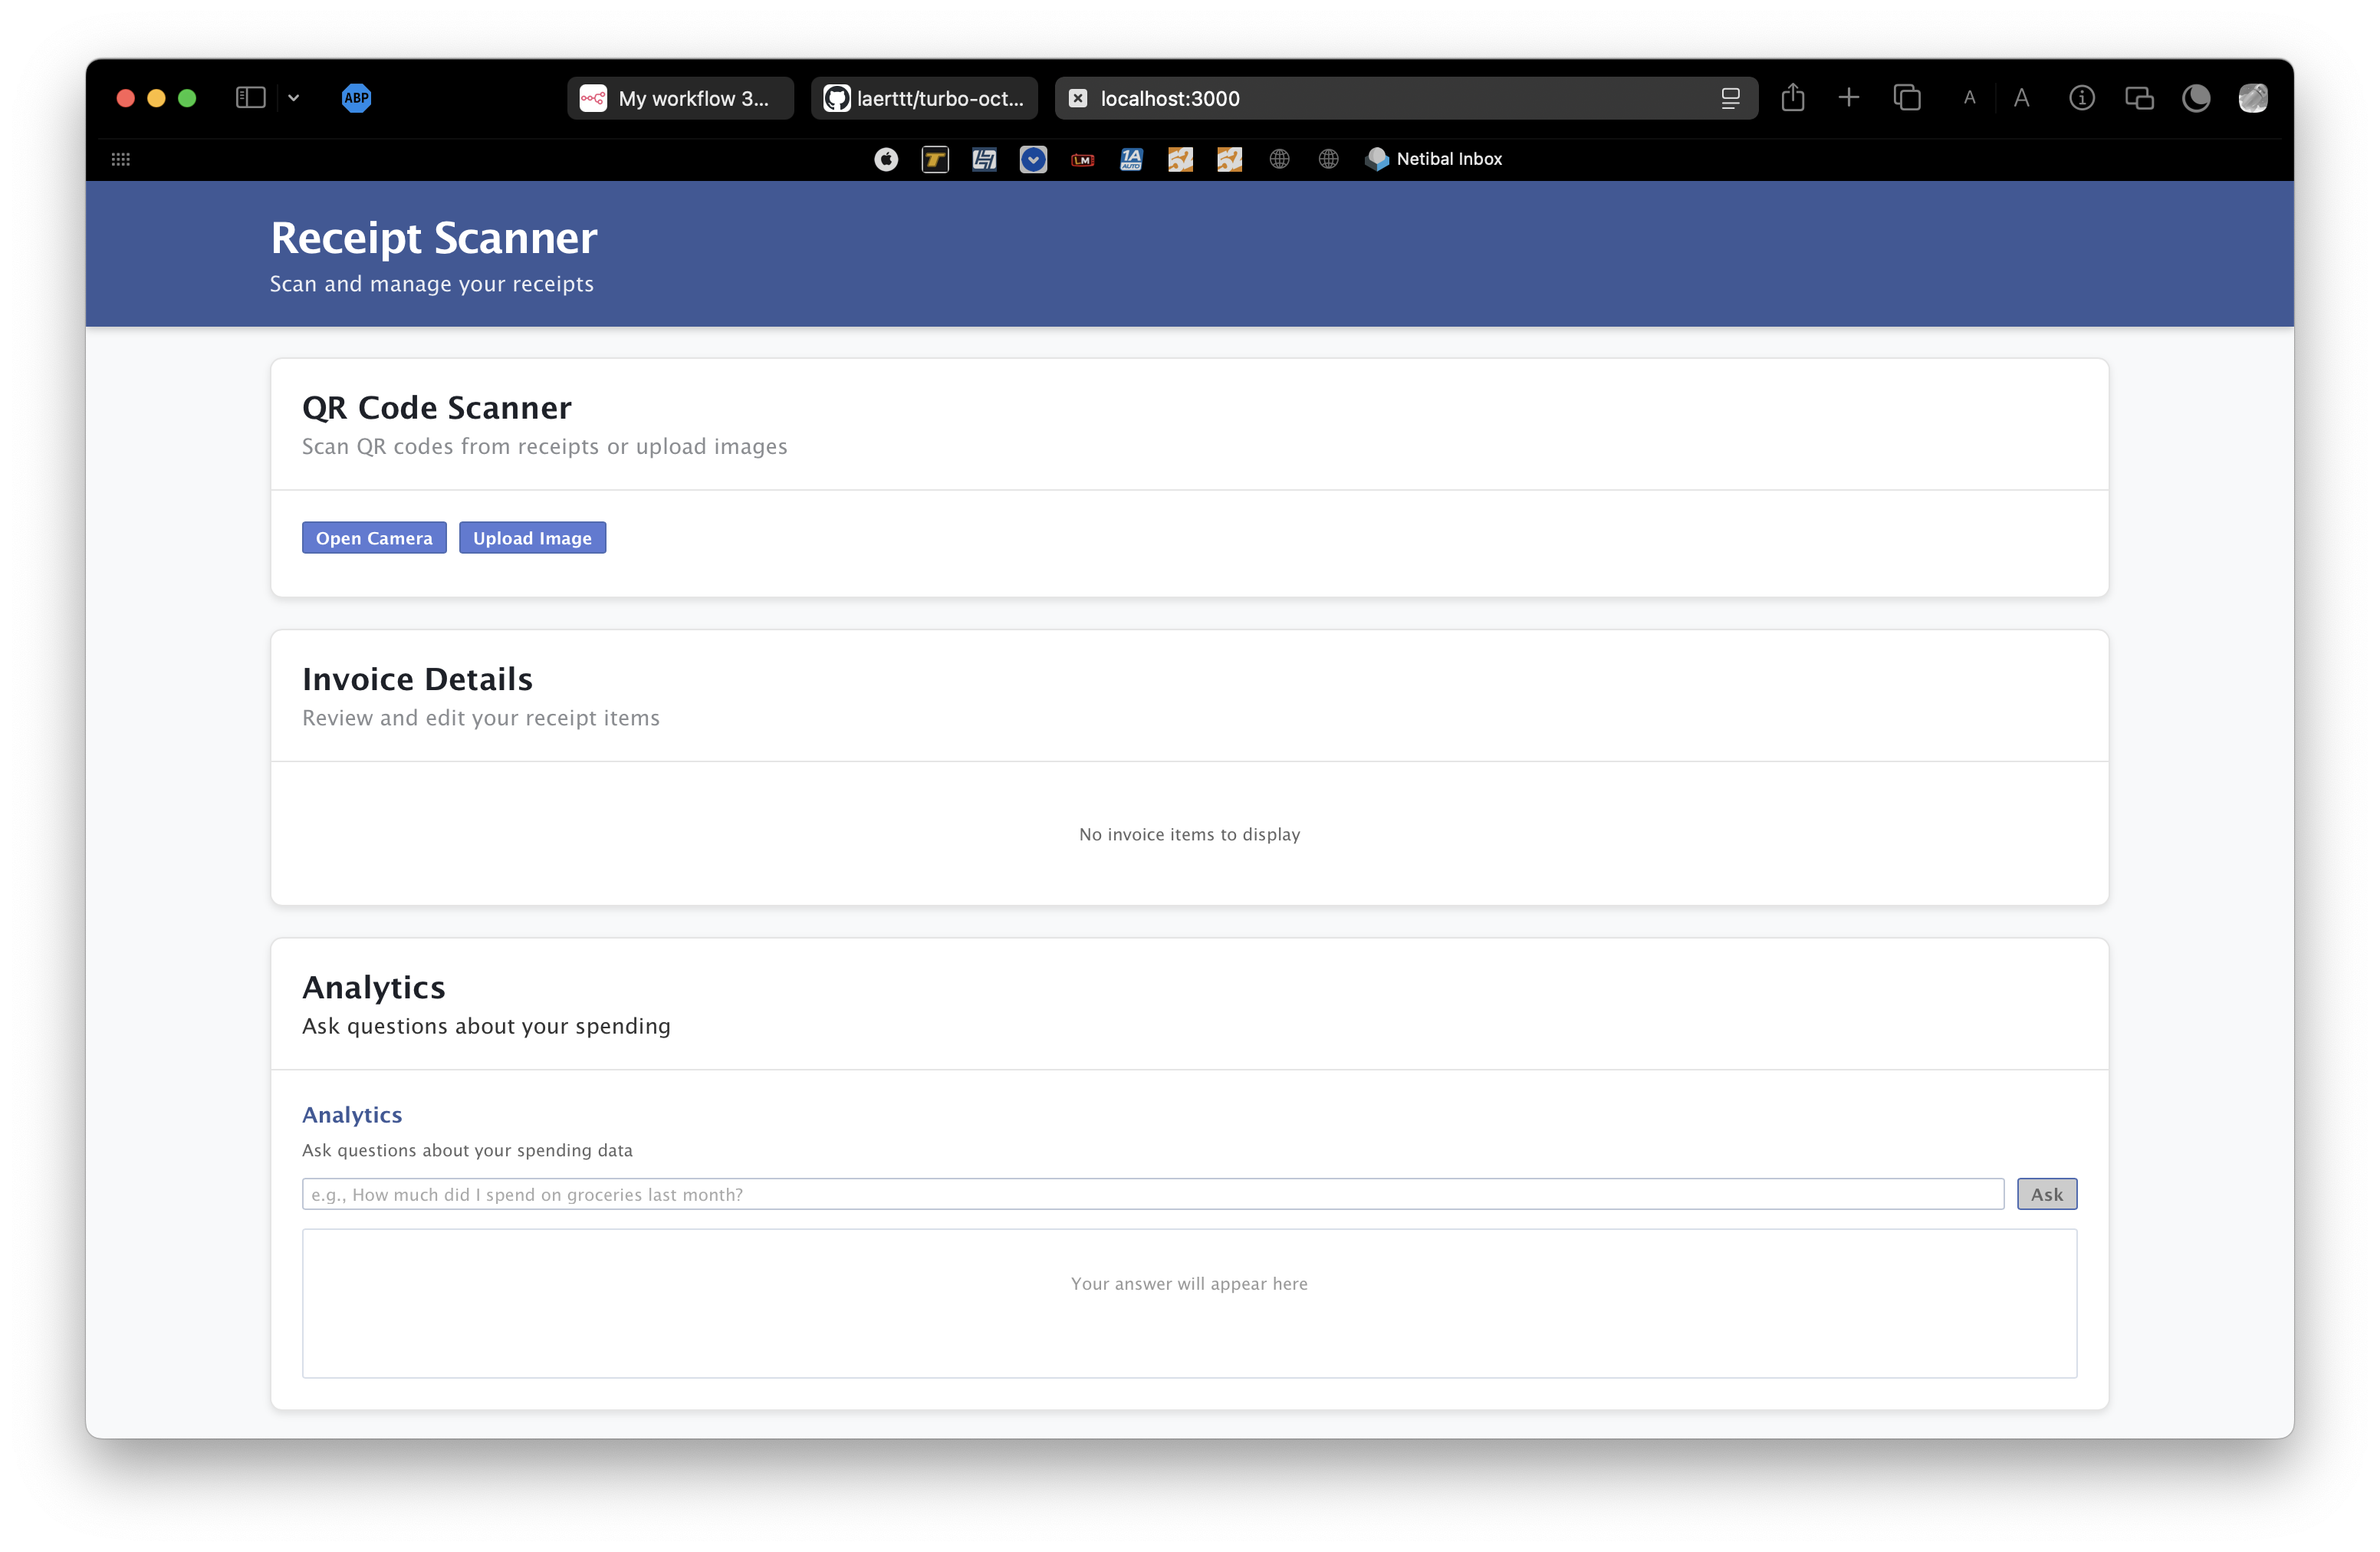 ABP
My workflow 3...
laerttt/turbo-oct...
localhost:3000
A
A
T
LM
1A
AUTO
Netibal Inbox
Receipt Scanner
Scan and manage your receipts
QR Code Scanner
Scan QR codes from receipts or upload images
Open Camera
Upload Image
Invoice Details
Review and edit your receipt items
No invoice items to display
Analytics
Ask questions about your spending
Analytics
Ask questions about your spending data
e.g., How much did I spend on groceries last month?
Ask
Your answer will appear here